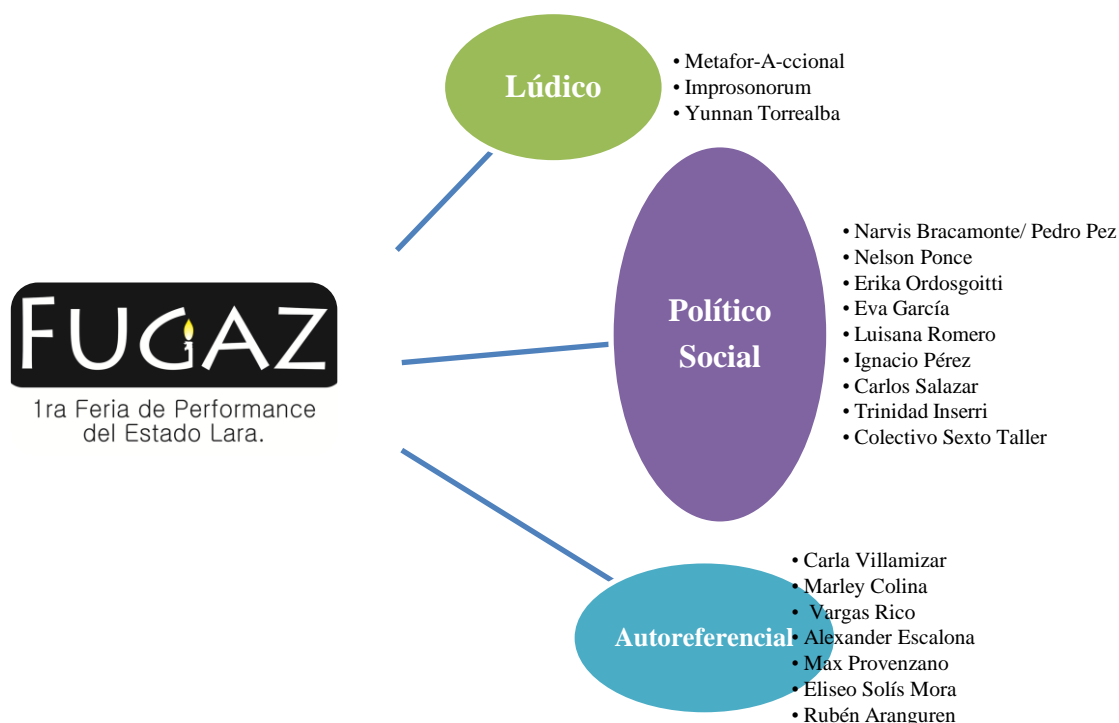 Lúdico
• Metafor-A-ccional
• Improsonorum
• Yunnan Torrealba
FUGAZ
1ra Feria de Performance
del Estado Lara.
Político
Social
• Narvis Bracamonte/ Pedro Pez
• Nelson Ponce
• Erika Ordosgoitti
• Eva García
• Luisana Romero
• Ignacio Pérez
• Carlos Salazar
• Trinidad Inserri
• Colectivo Sexto Taller
Autoreferencial
• Carla Villamizar
• Marley Colina
• Vargas Rico
• Alexander Escalona
• Max Provenzano
• Eliseo Solís Mora
• Rubén Aranguren